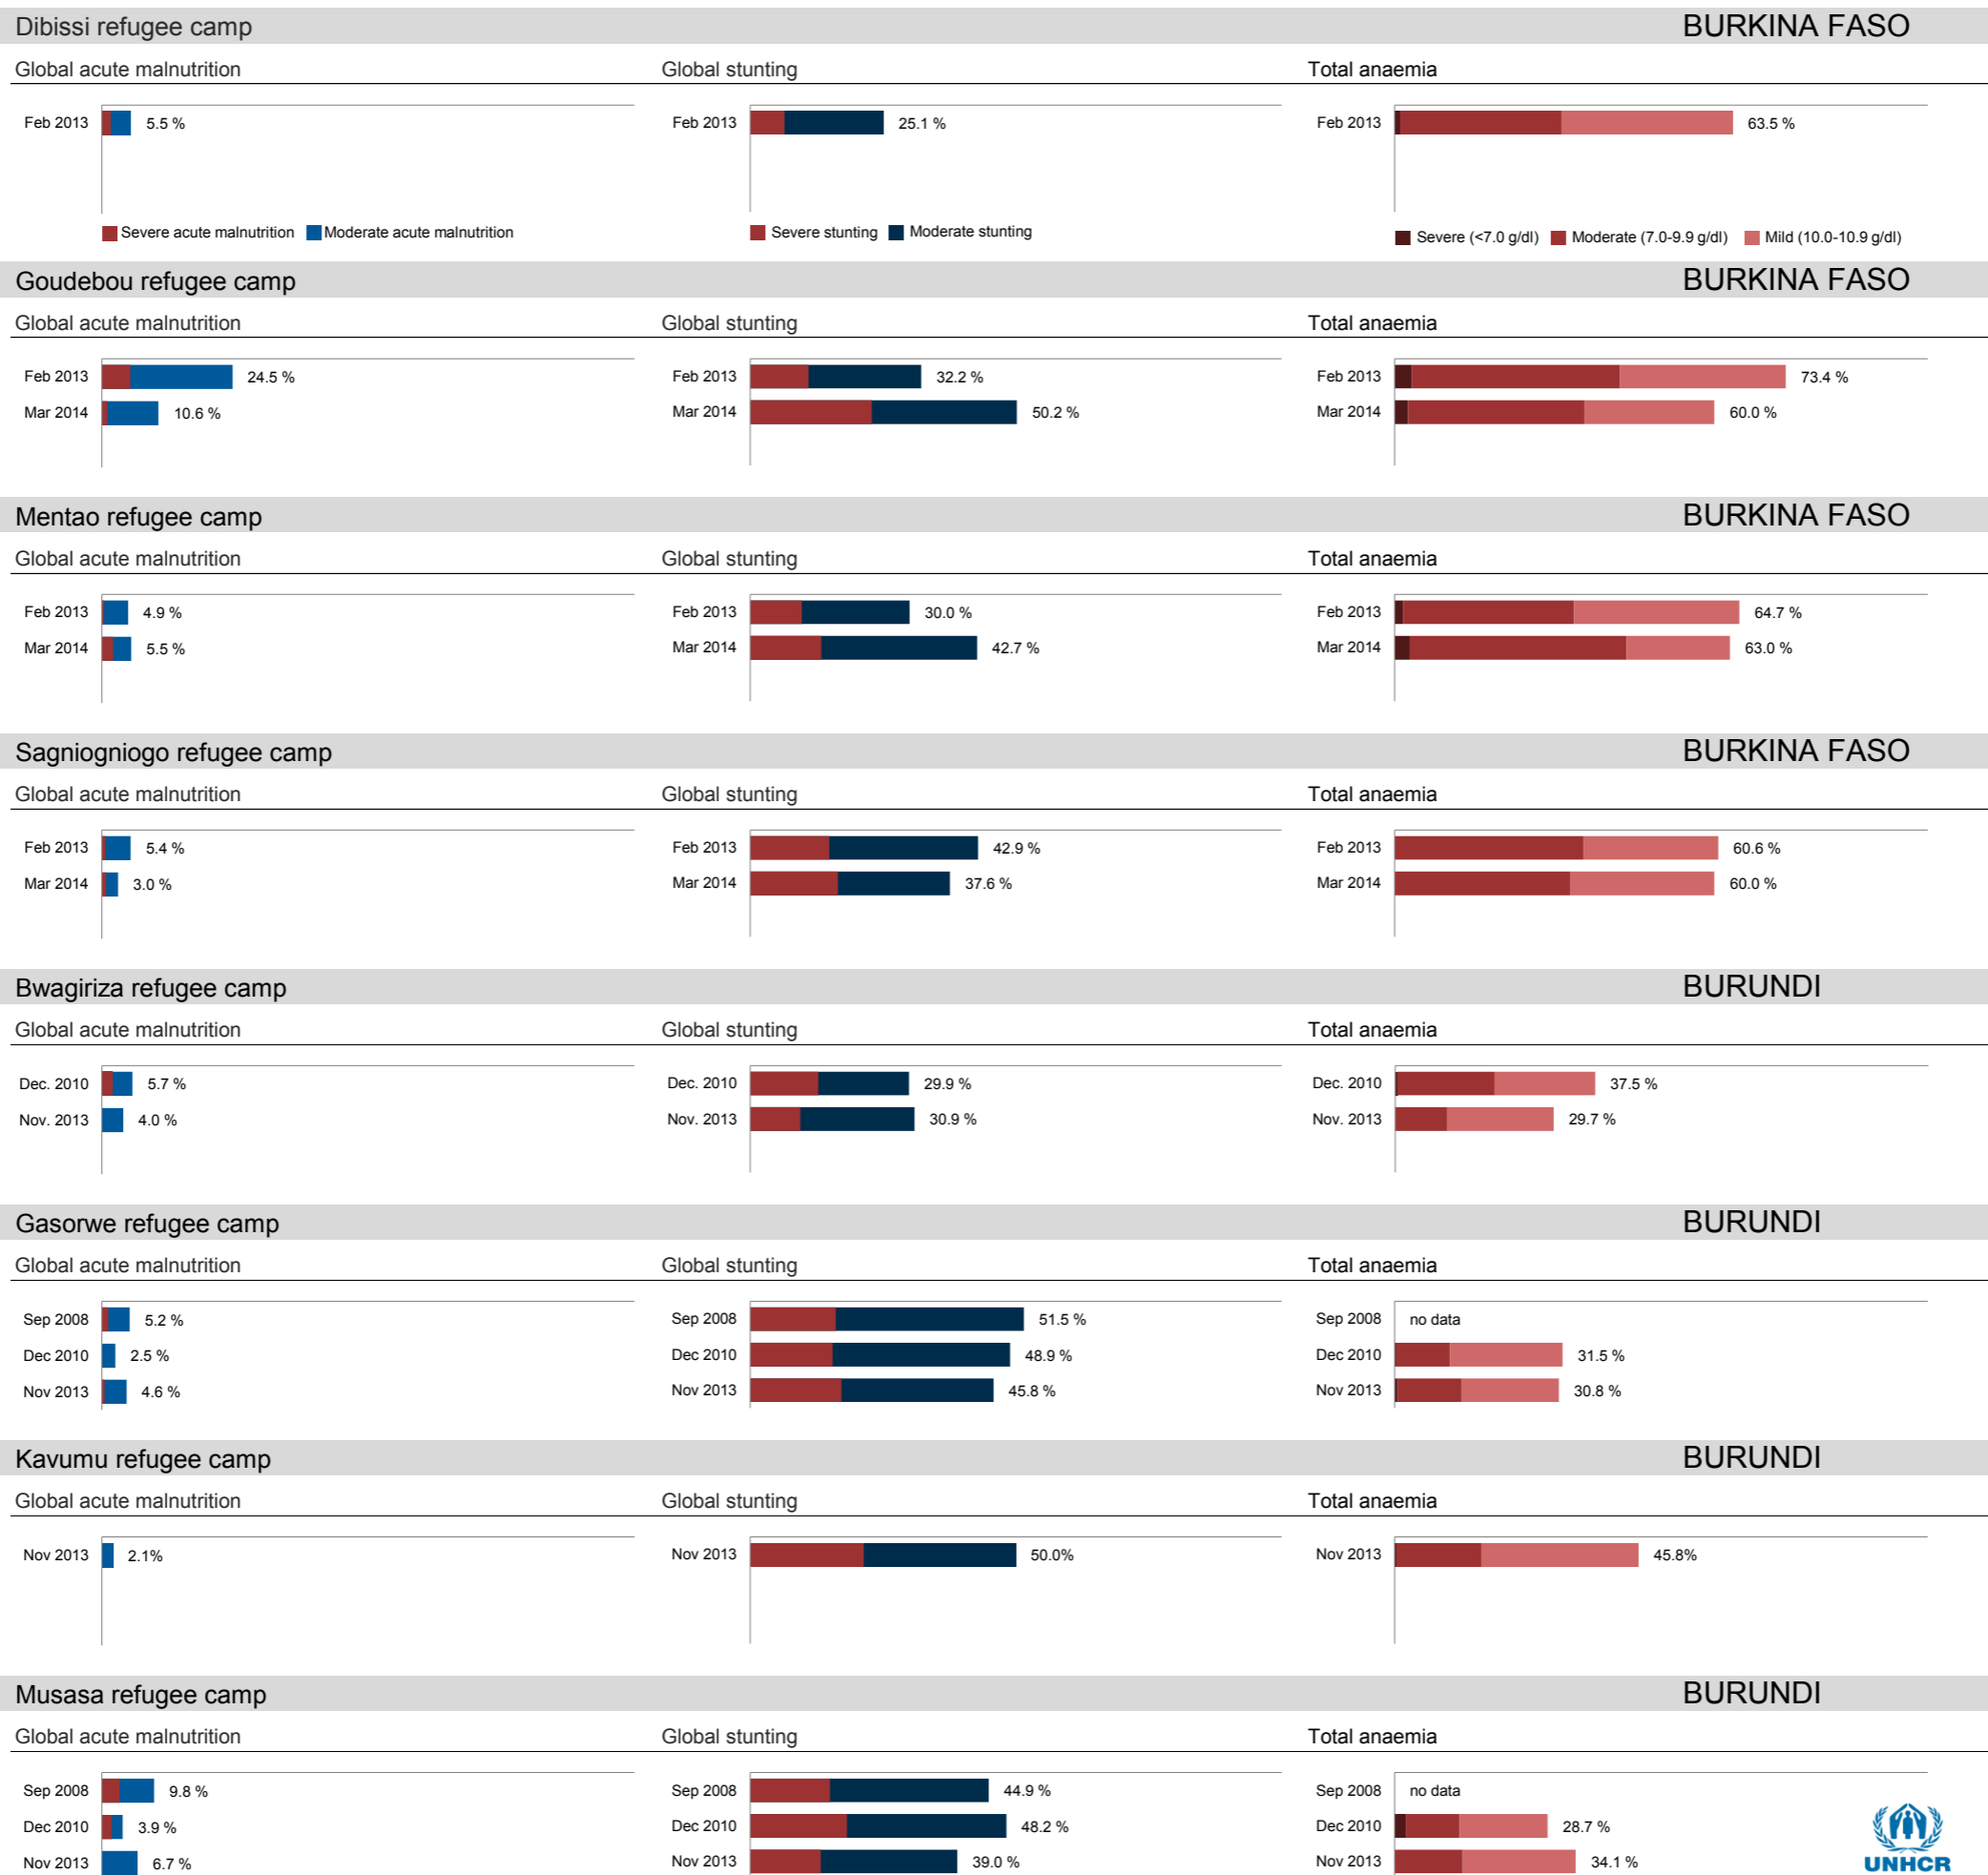 Dibissi refugee camp BURKINA FASO
Global acute malnutrition Global stunting Total anaemia
Feb 2013 5.5 % Feb 2013 25.1 % Feb 2013 63.5 %
Severe acute malnutrition Moderate acute malnutrition Severe stunting Moderate stunting Severe (<7.0 g/dl) Moderate (7.0-9.9 g/dl) Mild (10.0-10.9 g/dl)
Goudebou refugee camp BURKINA FASO
Global acute malnutrition Global stunting Total anaemia
Feb 2013 24.5 % Feb 2013 32.2 % Feb 2013 73.4 %
Mar 2014 10.6 % Mar 2014 50.2 % Mar 2014 60.0 %
Mentao refugee camp BURKINA FASO
Global acute malnutrition Global stunting Total anaemia
Feb 2013 4.9 % Feb 2013 30.0 % Feb 2013 64.7 %
Mar 2014 5.5 % Mar 2014 42.7 % Mar 2014 63.0 %
Sagniogniogo refugee camp BURKINA FASO
Global acute malnutrition Global stunting Total anaemia
Feb 2013 5.4 % Feb 2013 42.9 % Feb 2013 60.6 %
Mar 2014 3.0 % Mar 2014 37.6 % Mar 2014 60.0 %
Bwagiriza refugee camp BURUNDI
Global acute malnutrition Global stunting Total anaemia
Dec. 2010 5.7 % Dec. 2010 29.9 % Dec. 2010 37.5 %
Nov. 2013 4.0 % Nov. 2013 30.9 % Nov. 2013 29.7 %
Gasorwe refugee camp BURUNDI
Global acute malnutrition Global stunting Total anaemia
Sep 2008 5.2 % Sep 2008 51.5 % Sep 2008 no data
Dec 2010 2.5 % Dec 2010 48.9 % Dec 2010 31.5 %
Nov 2013 4.6 % Nov 2013 45.8 % Nov 2013 30.8 %
Kavumu refugee camp BURUNDI
Global acute malnutrition Global stunting Total anaemia
Nov 2013 2.1% Nov 2013 50.0% Nov 2013 45.8%
Musasa refugee camp BURUNDI
Global acute malnutrition Global stunting Total anaemia
Sep 2008 9.8 % Sep 2008 44.9 % Sep 2008 no data
Dec 2010 3.9 % Dec 2010 48.2 % Dec 2010 28.7 %
Nov 2013 6.7 % Nov 2013 39.0 % Nov 2013 34.1 %
UNHCR